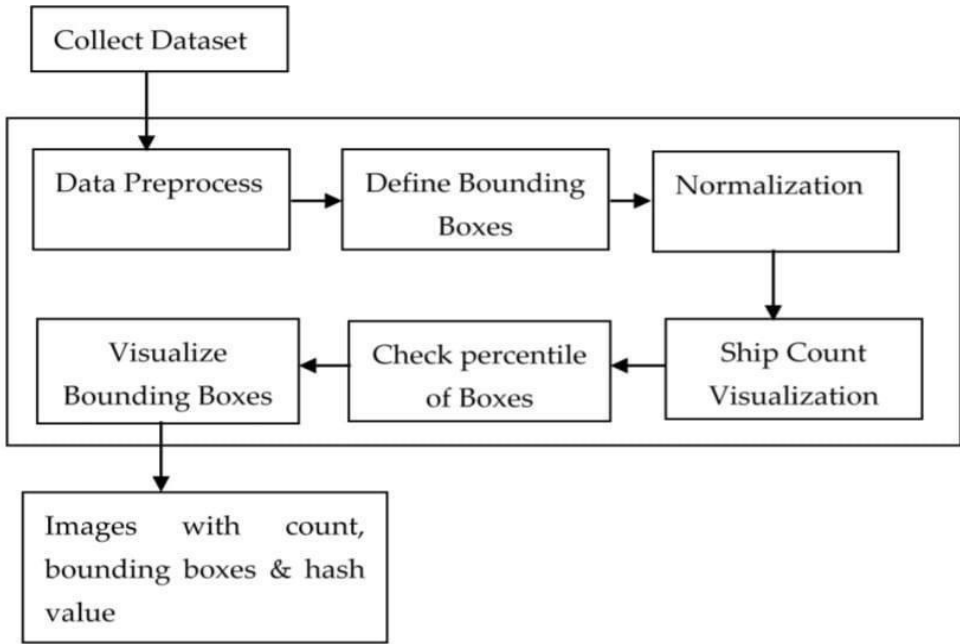 Collect Dataset
Data Preprocess
Define Bounding
Boxes
Normalization
Visualize
Bounding Boxes
Check percentile
of Boxes
Ship Count
Visualization
Images with count,
bounding boxes & hash
value